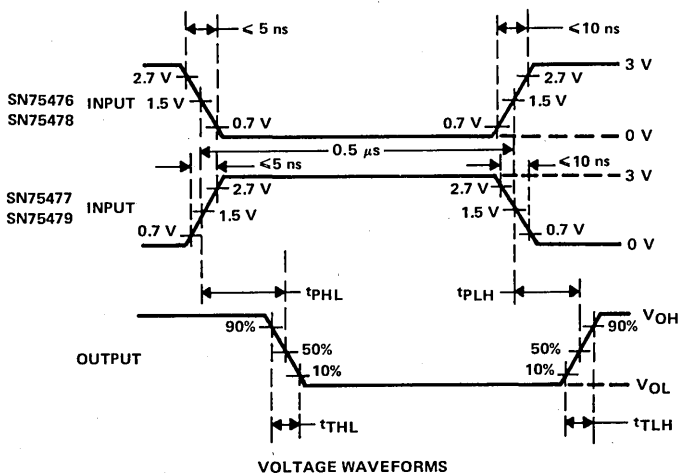 ≤ 5 ns ≤ 10 ns
2.7 V 2.7 V 3 V
SN75476 INPUT 1.5 V 1.5 V
SN75478
0.7 V 0.7 V 0 V
0.5 μs
≤5 ns ≤10 ns
2.7 V 2.7 V 3 V
SN75477 INPUT 1.5 V 1.5 V
SN75479
0.7 V 0.7 V 0 V
tPHL tPLH
90% 90% VOH
OUTPUT 50% 50%
10% 10% VOL
tTHL tTLH
VOLTAGE WAVEFORMS